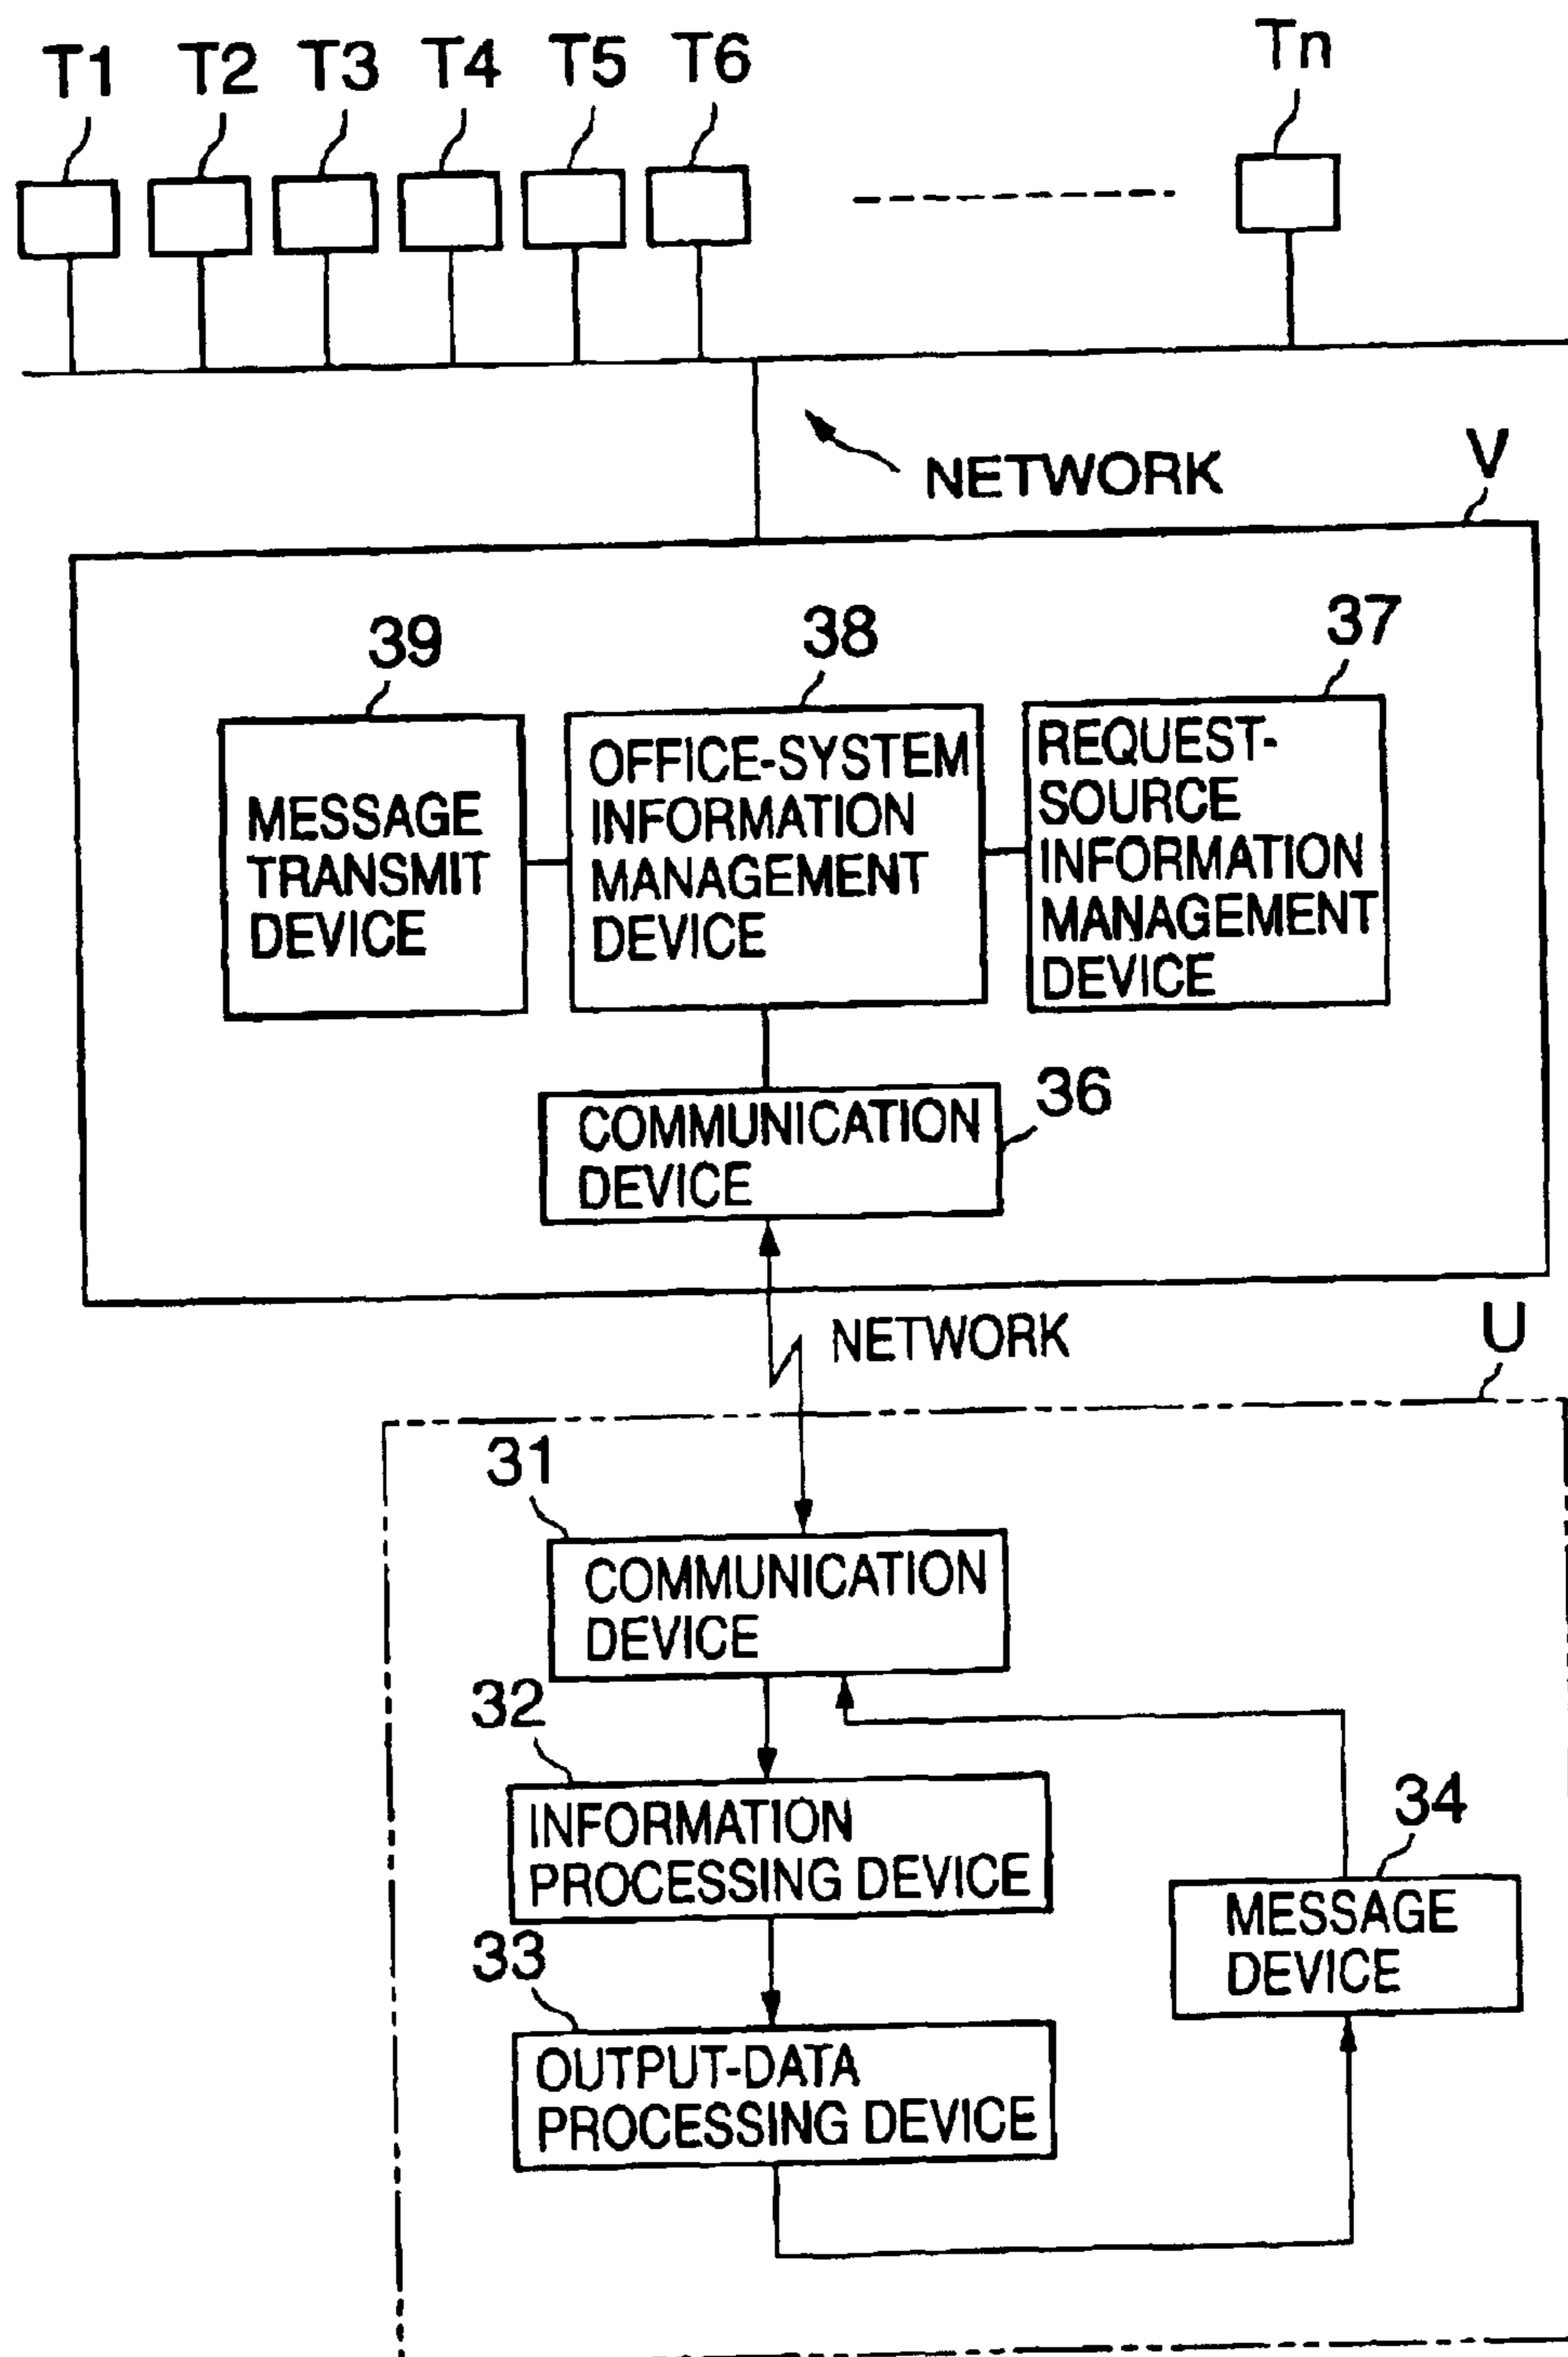 T1 T2 T3 T4 T5 T6 Tn
NETWORK
V
39
38
37
MESSAGE
TRANSMIT
DEVICE
OFFICE-SYSTEM
INFORMATION
MANAGEMENT
DEVICE
REQUEST-
SOURCE
INFORMATION
MANAGEMENT
DEVICE
36
COMMUNICATION
DEVICE
NETWORK
U
31
COMMUNICATION
DEVICE
32
INFORMATION
PROCESSING DEVICE
34
MESSAGE
DEVICE
33
OUTPUT-DATA
PROCESSING DEVICE